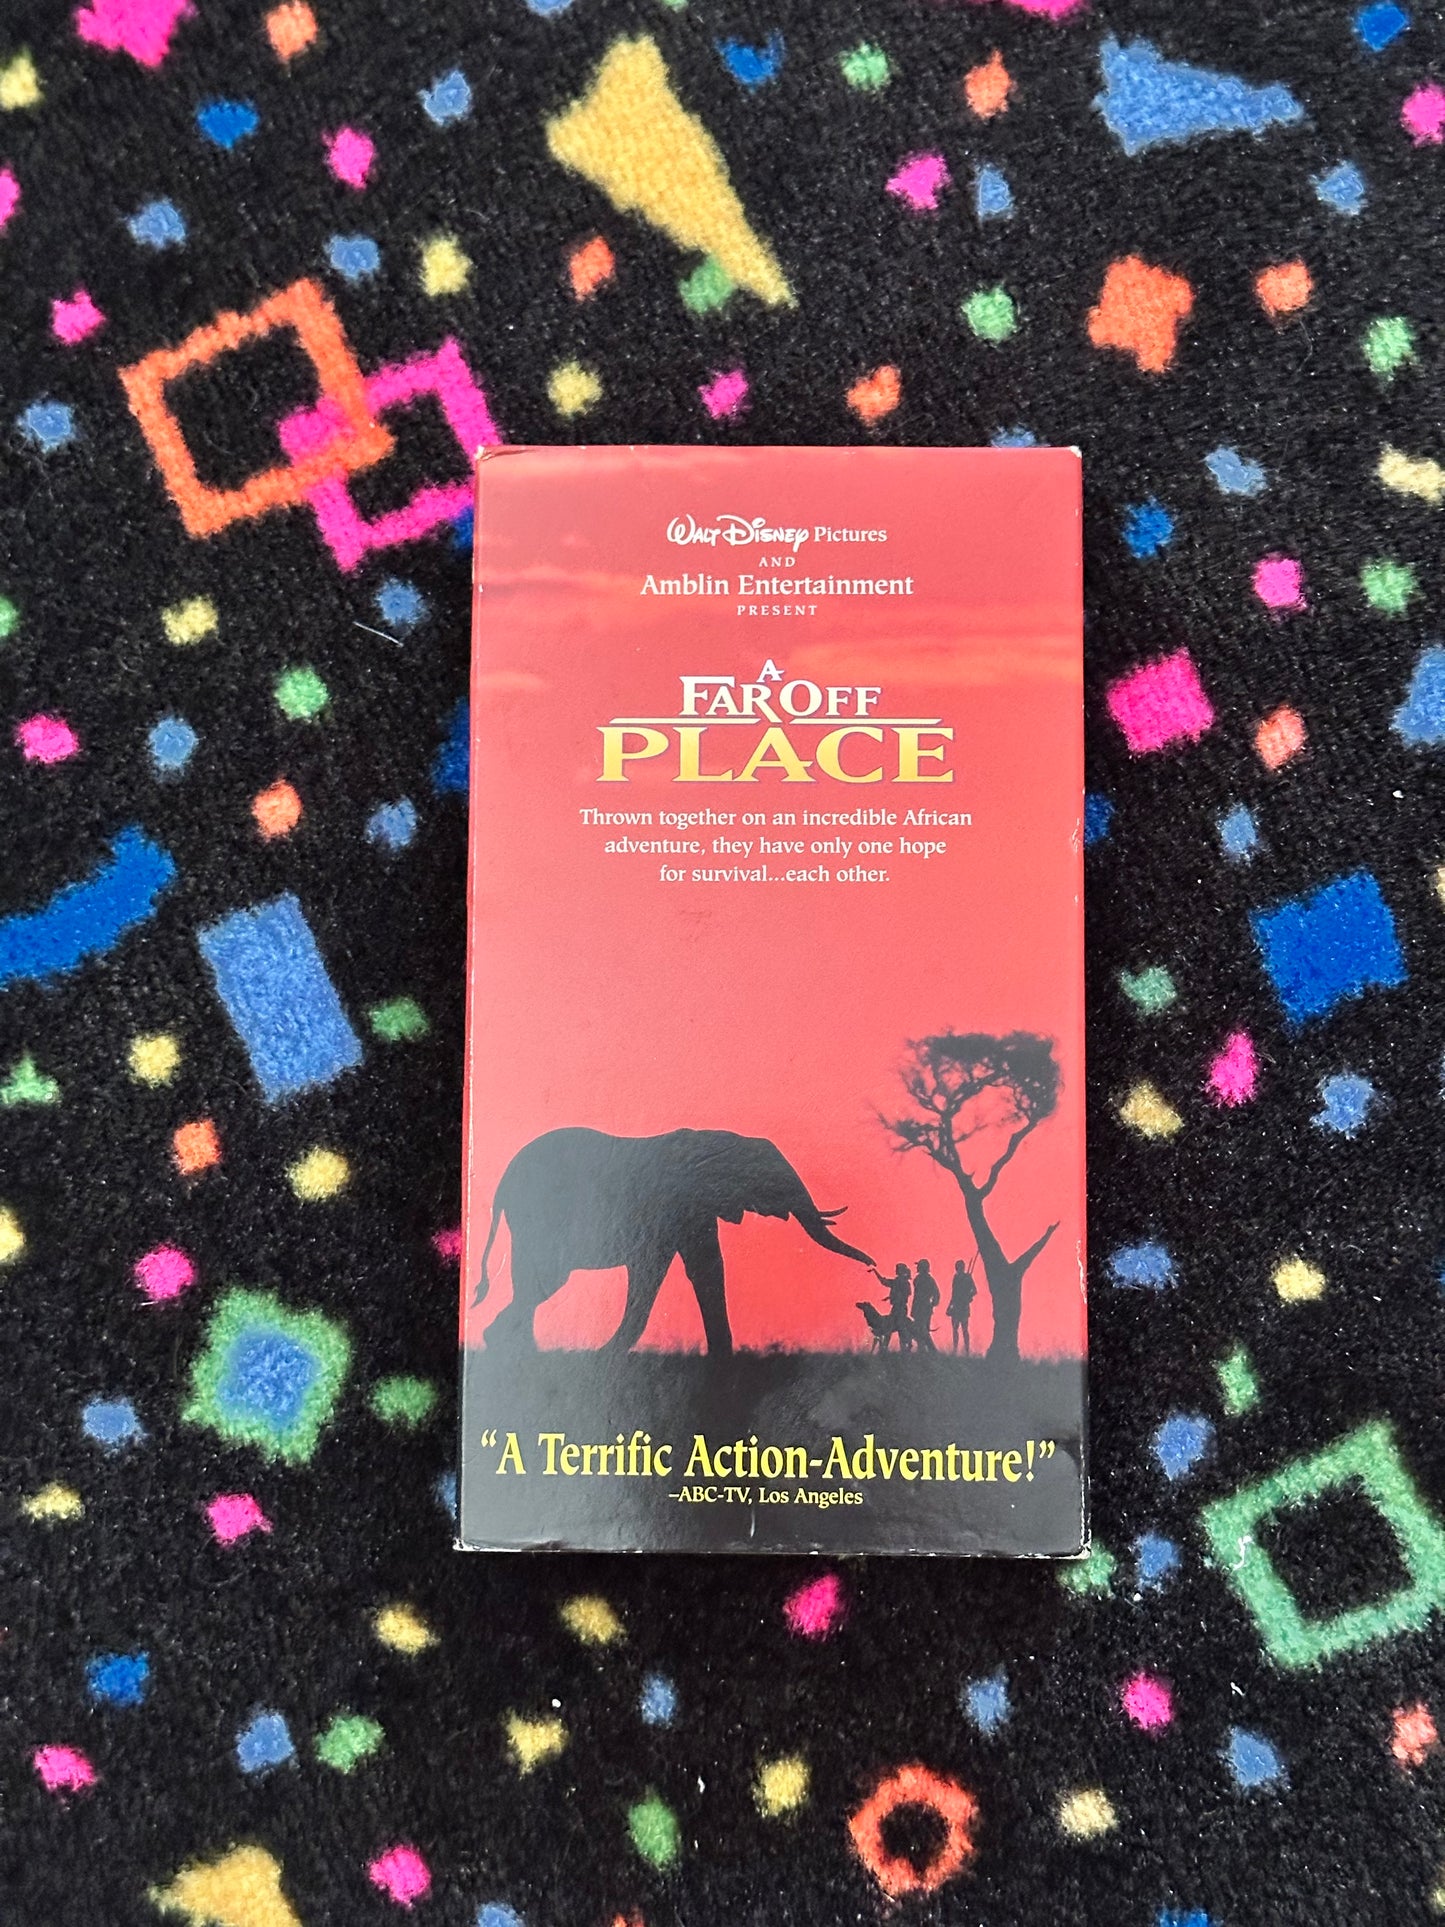 Walt Disney Pictures
AND
Amblin Entertainment
PRESENT
A
FAR OFF
PLACE
Thrown together on an incredible African
adventure, they have only one hope
for survival...each other.
“A Terrific Action-Adventure!”
–ABC-TV, Los Angeles